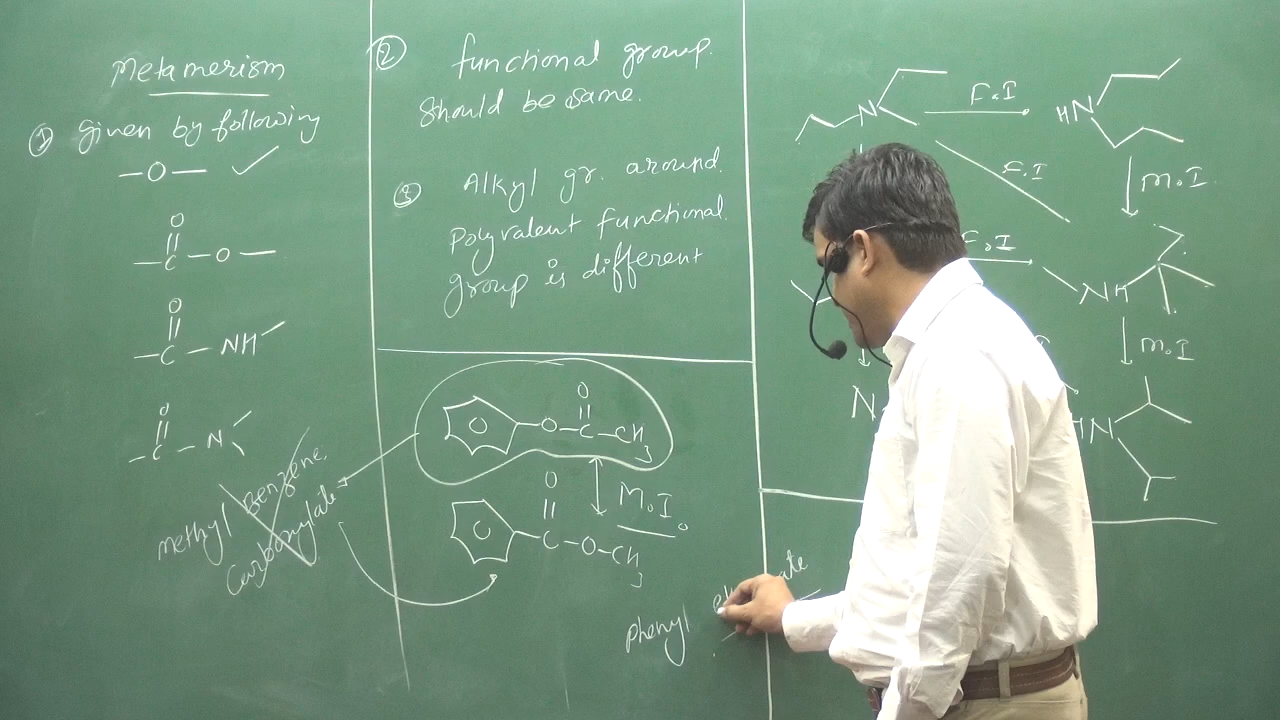 Metamerism
① Given by following
—O—
O
—C—O—
O
—C—NH
O
—C—N
Methyl Benzene
Carboxylate
② functional group.
Should be same.
③ Alkyl gr. around
Polyvalent functional
group is different
O
O—C—CH3
M.I
O
C—O—CH3
Phenyl
N
F.I
HN
F.I
M.I
F.I
NH
M.I
N
HN